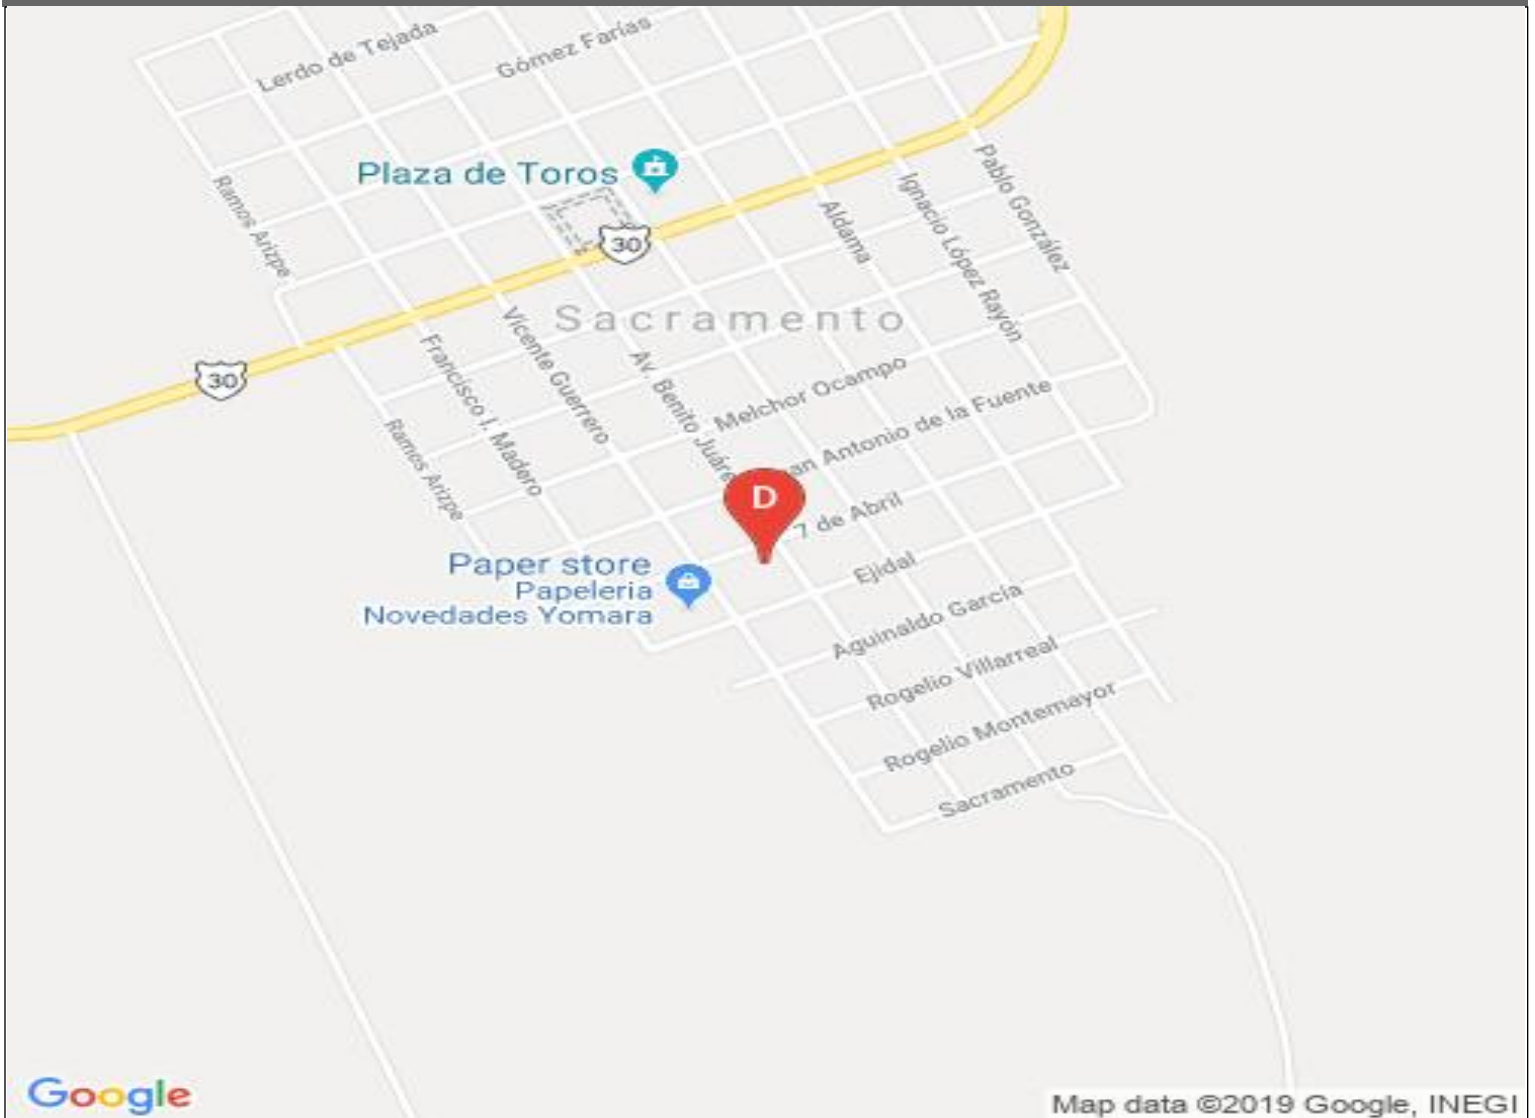 Lerdo de Tejada
Gómez Farías
Plaza de Toros
Pablo González
Ignacio López Rayón
Ramos Arizpe
Aldama
30
Sacramento
Vicente Guerrero
Francisco I. Madero
Av. Benito Juáre
30
Melchor Ocampo
an Antonio de la Fuente
Ramos Arizpe
D
7 de Abril
Paper store
Papeleria
Novedades Yomara
Ejidal
Aguinaldo García
Rogelio Villarreal
Rogelio Montemayor
Sacramento
Google
Map data ©2019 Google, INEGI